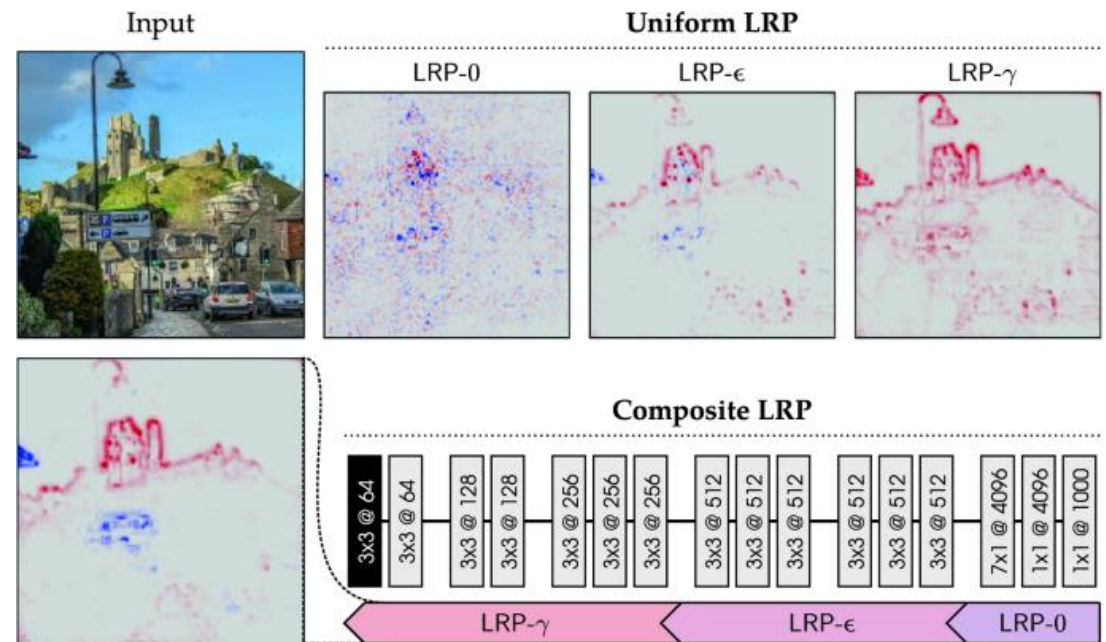 Input
Uniform LRP
LRP-0
LRP-ϵ
LRP-γ
P
P
Composite LRP
3x3 @ 64
3x3 @ 64
3x3 @ 128
3x3 @ 128
3x3 @ 256
3x3 @ 256
3x3 @ 256
3x3 @ 512
3x3 @ 512
3x3 @ 512
3x3 @ 512
3x3 @ 512
3x3 @ 512
7x1 @ 4096
1x1 @ 4096
1x1 @ 1000
LRP-γ
LRP-ϵ
LRP-0